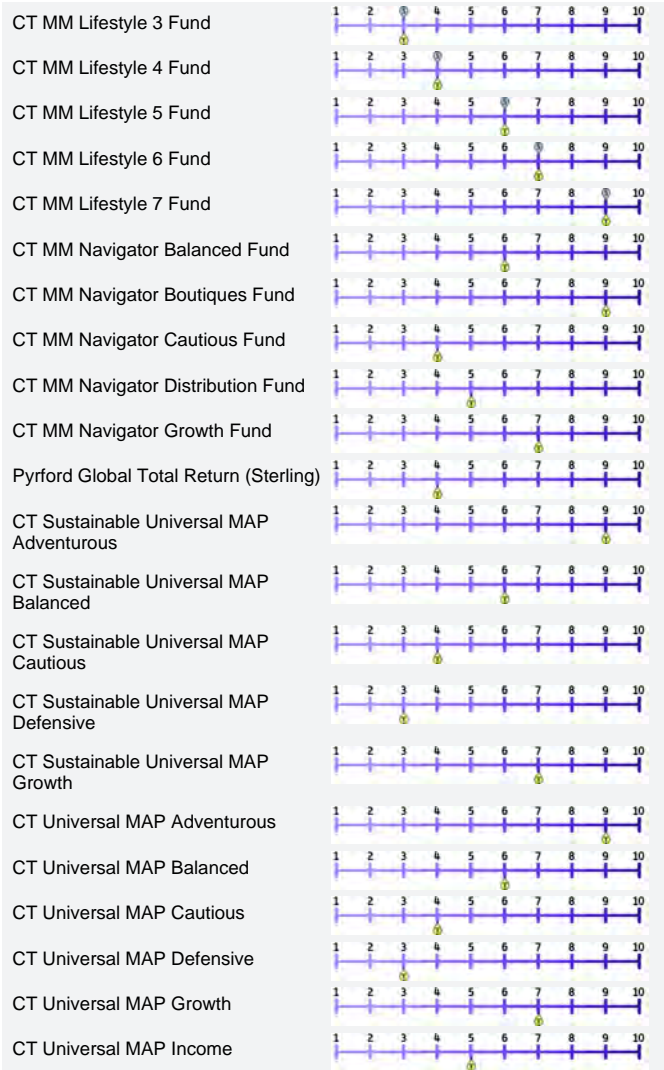 CT MM Lifestyle 3 Fund 1 2 3 4 5 6 7 8 9 10
CT MM Lifestyle 4 Fund 1 2 3 4 5 6 7 8 9 10
CT MM Lifestyle 5 Fund 1 2 3 4 5 6 7 8 9 10
CT MM Lifestyle 6 Fund 1 2 3 4 5 6 7 8 9 10
CT MM Lifestyle 7 Fund 1 2 3 4 5 6 7 8 9 10
CT MM Navigator Balanced Fund 1 2 3 4 5 6 7 8 9 10
CT MM Navigator Boutiques Fund 1 2 3 4 5 6 7 8 9 10
CT MM Navigator Cautious Fund 1 2 3 4 5 6 7 8 9 10
CT MM Navigator Distribution Fund 1 2 3 4 5 6 7 8 9 10
CT MM Navigator Growth Fund 1 2 3 4 5 6 7 8 9 10
Pyrford Global Total Return (Sterling) 1 2 3 4 5 6 7 8 9 10
CT Sustainable Universal MAP 1 2 3 4 5 6 7 8 9 10
Adventurous
CT Sustainable Universal MAP 1 2 3 4 5 6 7 8 9 10
Balanced
CT Sustainable Universal MAP 1 2 3 4 5 6 7 8 9 10
Cautious
CT Sustainable Universal MAP 1 2 3 4 5 6 7 8 9 10
Defensive
CT Sustainable Universal MAP 1 2 3 4 5 6 7 8 9 10
Growth
CT Universal MAP Adventurous 1 2 3 4 5 6 7 8 9 10
CT Universal MAP Balanced 1 2 3 4 5 6 7 8 9 10
CT Universal MAP Cautious 1 2 3 4 5 6 7 8 9 10
CT Universal MAP Defensive 1 2 3 4 5 6 7 8 9 10
CT Universal MAP Growth 1 2 3 4 5 6 7 8 9 10
CT Universal MAP Income 1 2 3 4 5 6 7 8 9 10